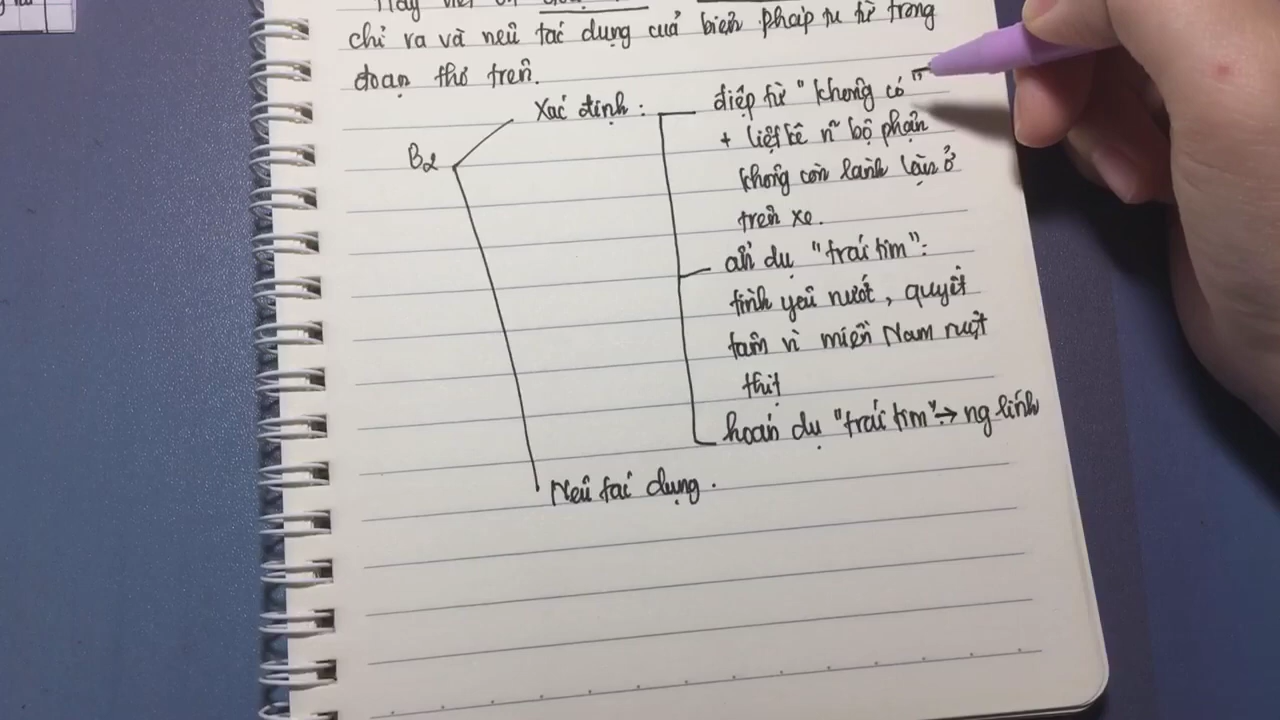 chỉ ra và nêu tác dụng của biện pháp tu từ trong
đoạn thơ trên.
Xác định :
điệp từ "không có"
B2
+ liệt kê n~ bộ phận
không còn lành lặn ở
trên xe.
ẩn dụ "trái tim":
tình yêu nước, quyết
tâm vì miền Nam ruột
thịt
hoán dụ "trái tim" → ng lính
Nêu tác dụng.